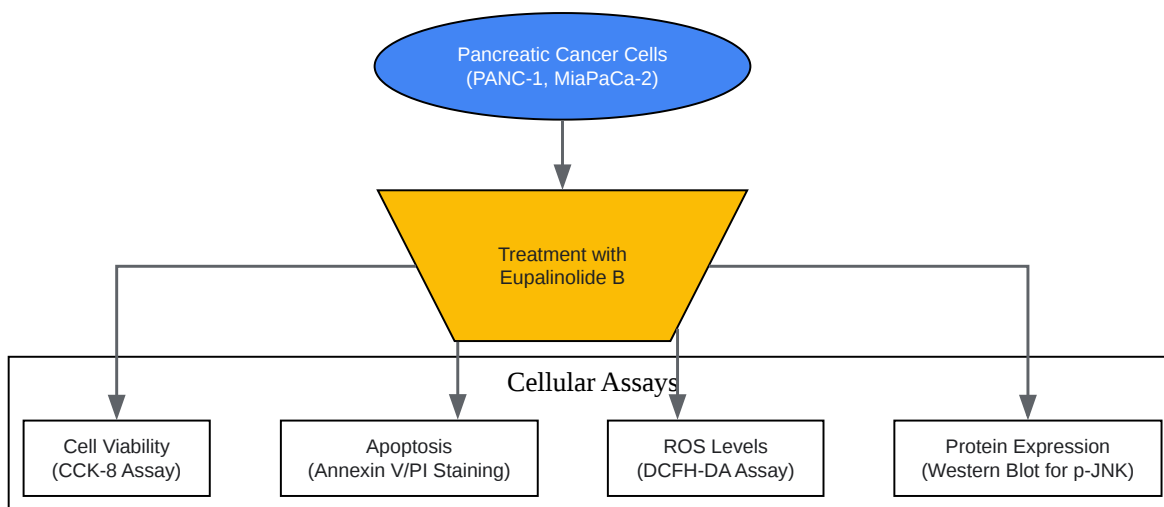 Pancreatic Cancer Cells
(PANC-1, MiaPaCa-2)
Treatment with
Eupalinolide B
Cellular Assays
Cell Viability
(CCK-8 Assay)
Apoptosis
(Annexin V/PI Staining)
ROS Levels
(DCFH-DA Assay)
Protein Expression
(Western Blot for p-JNK)